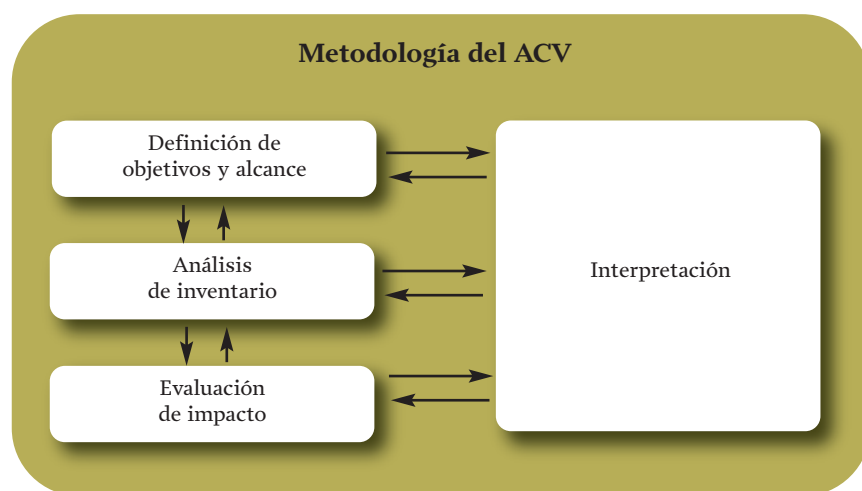 Metodología del ACV
Definición de
objetivos y alcance
Análisis
de inventario
Evaluación
de impacto
Interpretación